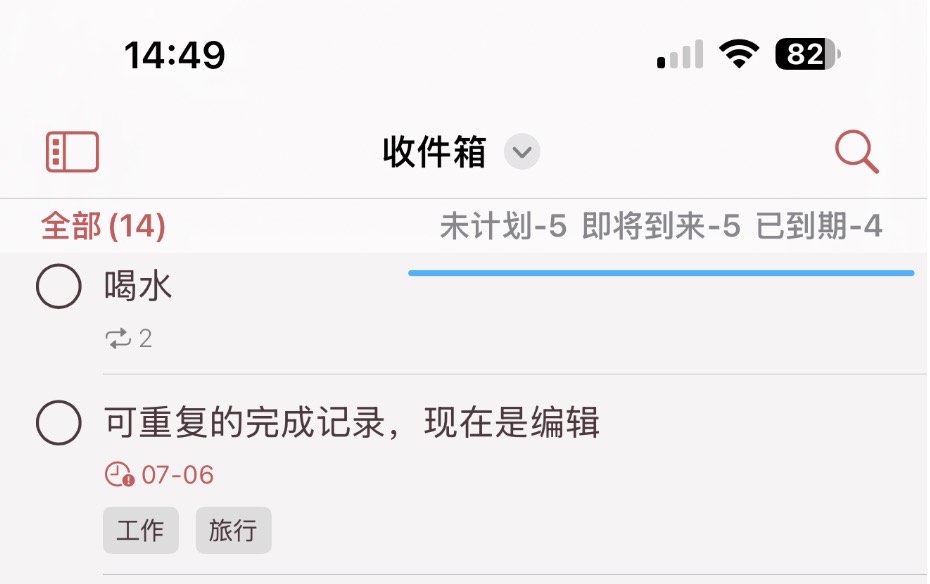 14:49 82
收件箱
全部 (14) 未计划-5 即将到来-5 已到期-4
喝水
2
可重复的完成记录，现在是编辑
07-06
工作 旅行